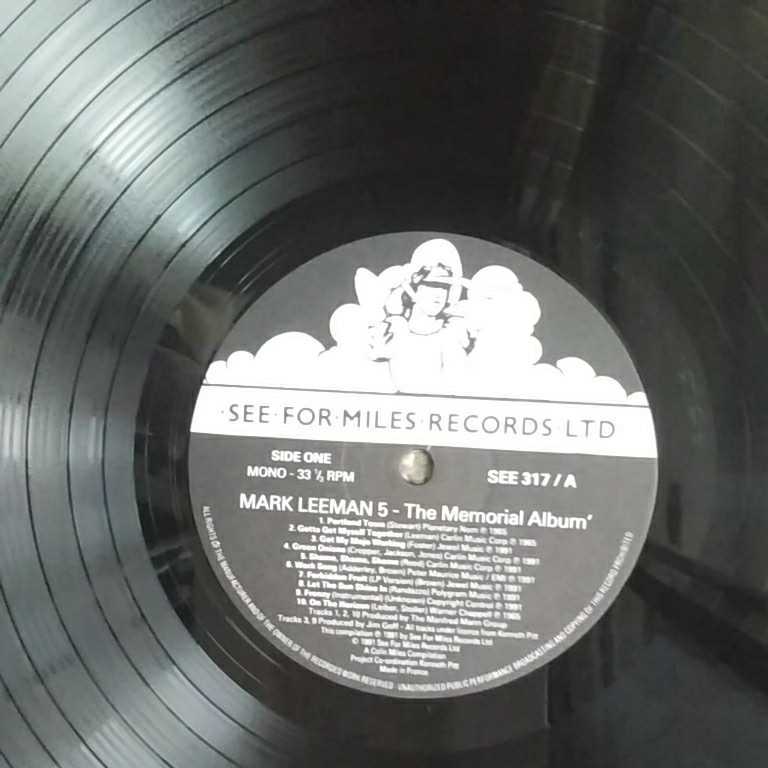 ·SEE·FOR·MILES·RECORDS·LTD
SIDE ONE
MONO - 33 ⅓ RPM
SEE 317 / A
MARK LEEMAN 5 - The Memorial Album'
1. Portland Town (Stewart) Planetary Nom ℗ 1965
2. Gotta Get Myself Together (Leeman) Carlin Music Corp ℗ 1965
3. Got My Mojo Working (Foster) Jewel Music ℗ 1991
4. Green Onions (Cropper, Jackson, Jones) Carlin Music Corp ℗ 1991
5. Shame, Shame, Shame (Reed) Carlin Music Corp ℗ 1991
6. Work Song (Adderley, Brown) Peter Maurice Music / EMI ℗ 1991
7. Forbidden Fruit (LP Version) (Brown) Jewel Music ℗ 1991
8. Let The Sun Shine In (Randazzo) Polygram Music ℗ 1991
9. Frenny (Instrumental) (Unknown) Copyright Control ℗ 1991
10. On The Horizon (Leiber, Stoller) Warner Chappell ℗ 1965
Tracks 1, 2, 10 Produced by The Manfred Mann Group
Tracks 3, 9 Produced by Jim Goff - All tracks under licence from Kenneth Pitt
This compilation ℗ 1991 by See For Miles Records Ltd
© 1991 See For Miles Records Ltd
A Colin Miles Compilation
Project Co-ordination Kenneth Pitt
Made in France
ALL RIGHTS OF THE MANUFACTURER AND OF THE OWNER OF THE RECORDED WORK RESERVED · UNAUTHORIZED PUBLIC PERFORMANCE BROADCASTING AND COPYING OF THIS RECORD PROHIBITED